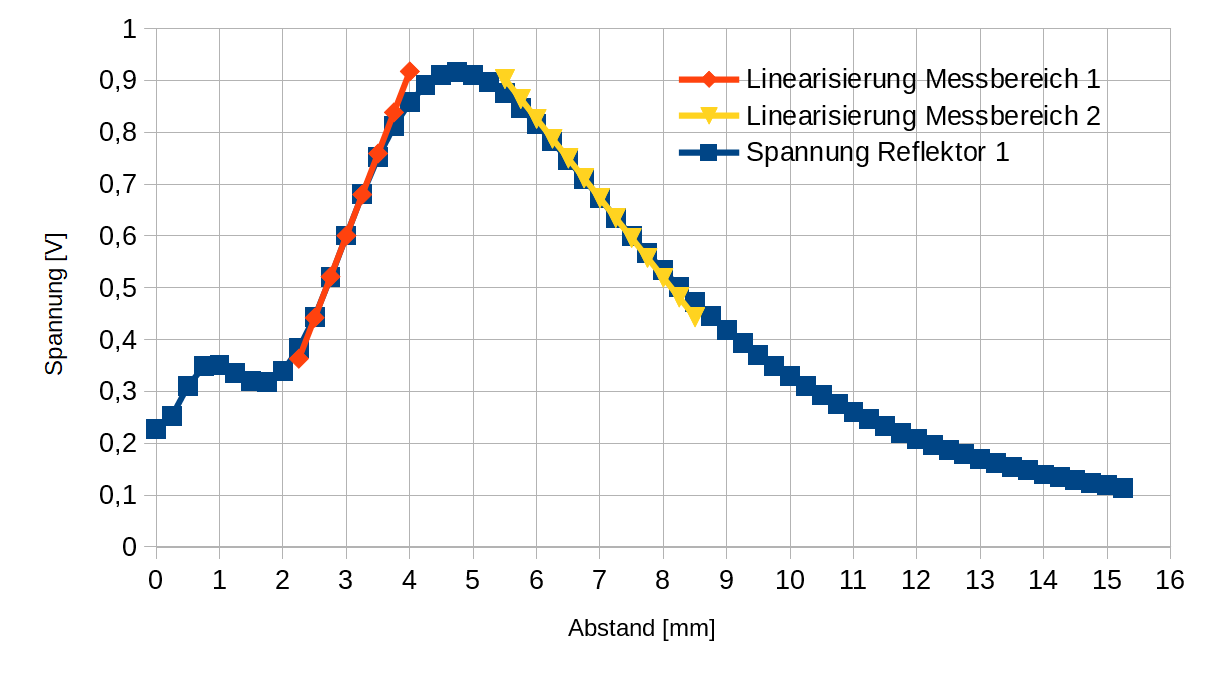 1
0,9
0,8
0,7
0,6
0,5
0,4
0,3
0,2
0,1
0
Spannung [V]
Linearisierung Messbereich 1
Linearisierung Messbereich 2
Spannung Reflektor 1
0 1 2 3 4 5 6 7 8 9 10 11 12 13 14 15 16
Abstand [mm]